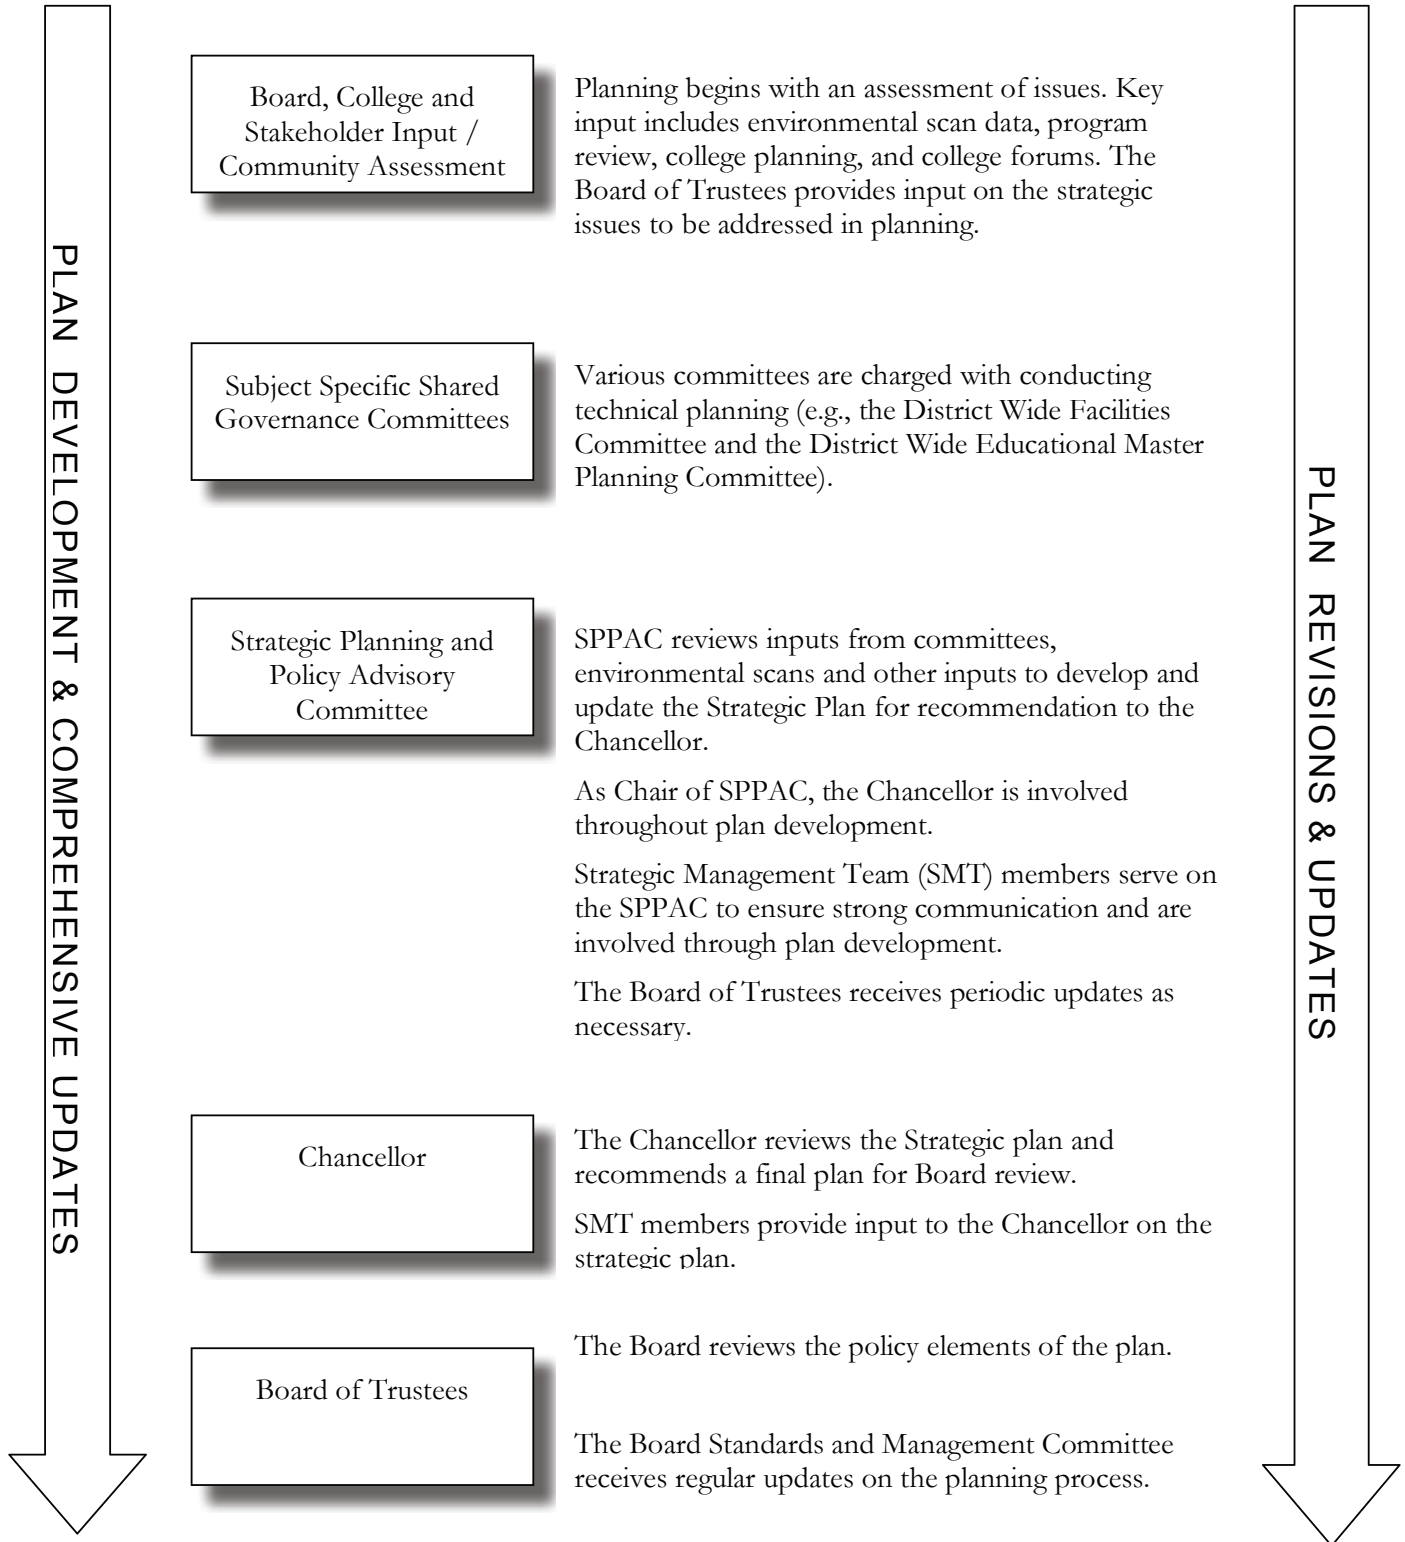 PLAN DEVELOPMENT & COMPREHENSIVE UPDATES
Board, College and
Stakeholder Input /
Community Assessment
Planning begins with an assessment of issues. Key
input includes environmental scan data, program
review, college planning, and college forums. The
Board of Trustees provides input on the strategic
issues to be addressed in planning.
Subject Specific Shared
Governance Committees
Various committees are charged with conducting
technical planning (e.g., the District Wide Facilities
Committee and the District Wide Educational Master
Planning Committee).
Strategic Planning and
Policy Advisory
Committee
SPPAC reviews inputs from committees,
environmental scans and other inputs to develop and
update the Strategic Plan for recommendation to the
Chancellor.
As Chair of SPPAC, the Chancellor is involved
throughout plan development.
Strategic Management Team (SMT) members serve on
the SPPAC to ensure strong communication and are
involved through plan development.
The Board of Trustees receives periodic updates as
necessary.
Chancellor
The Chancellor reviews the Strategic plan and
recommends a final plan for Board review.
SMT members provide input to the Chancellor on the
strategic plan.
Board of Trustees
The Board reviews the policy elements of the plan.
The Board Standards and Management Committee
receives regular updates on the planning process.
PLAN REVISIONS & UPDATES